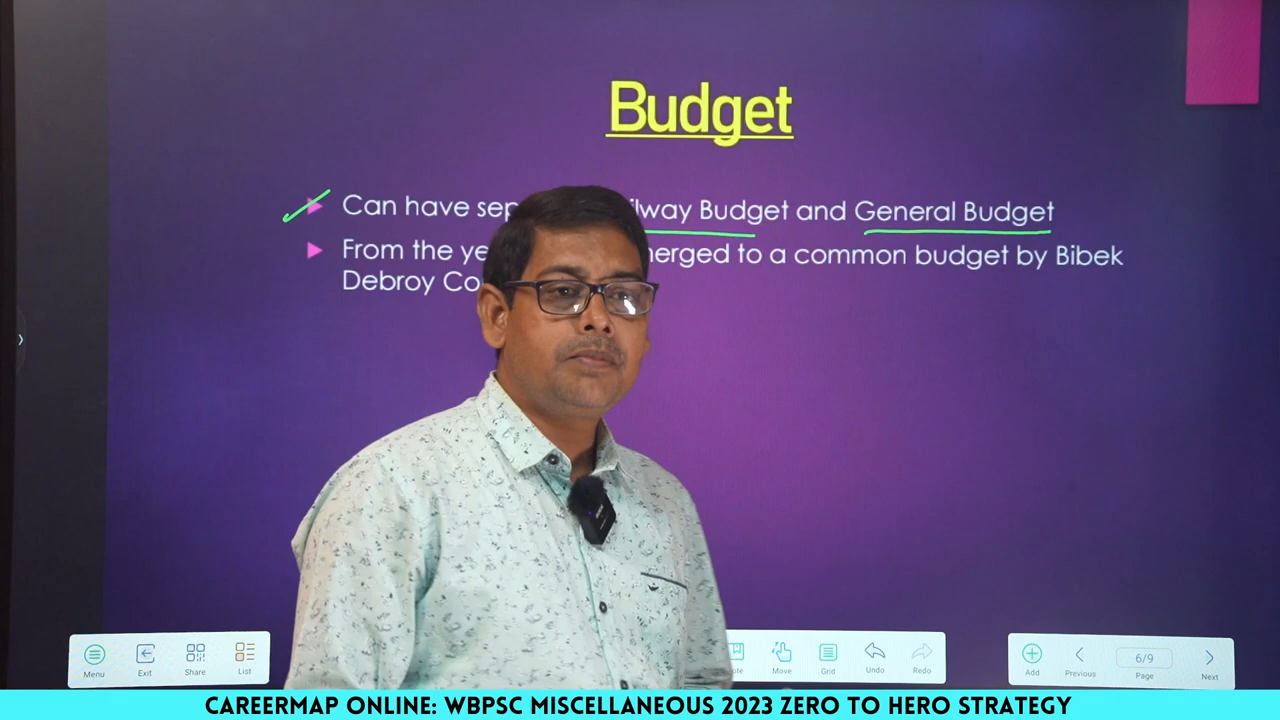 Budget
Can have sep lway Budget and General Budget
From the ye merged to a common budget by Bibek
Debroy Co
Menu Exit Share List Move Grid Undo Redo Add Previous 6/9 Page Next
CAREERMAP ONLINE: WBPSC MISCELLANEOUS 2023 ZERO TO HERO STRATEGY